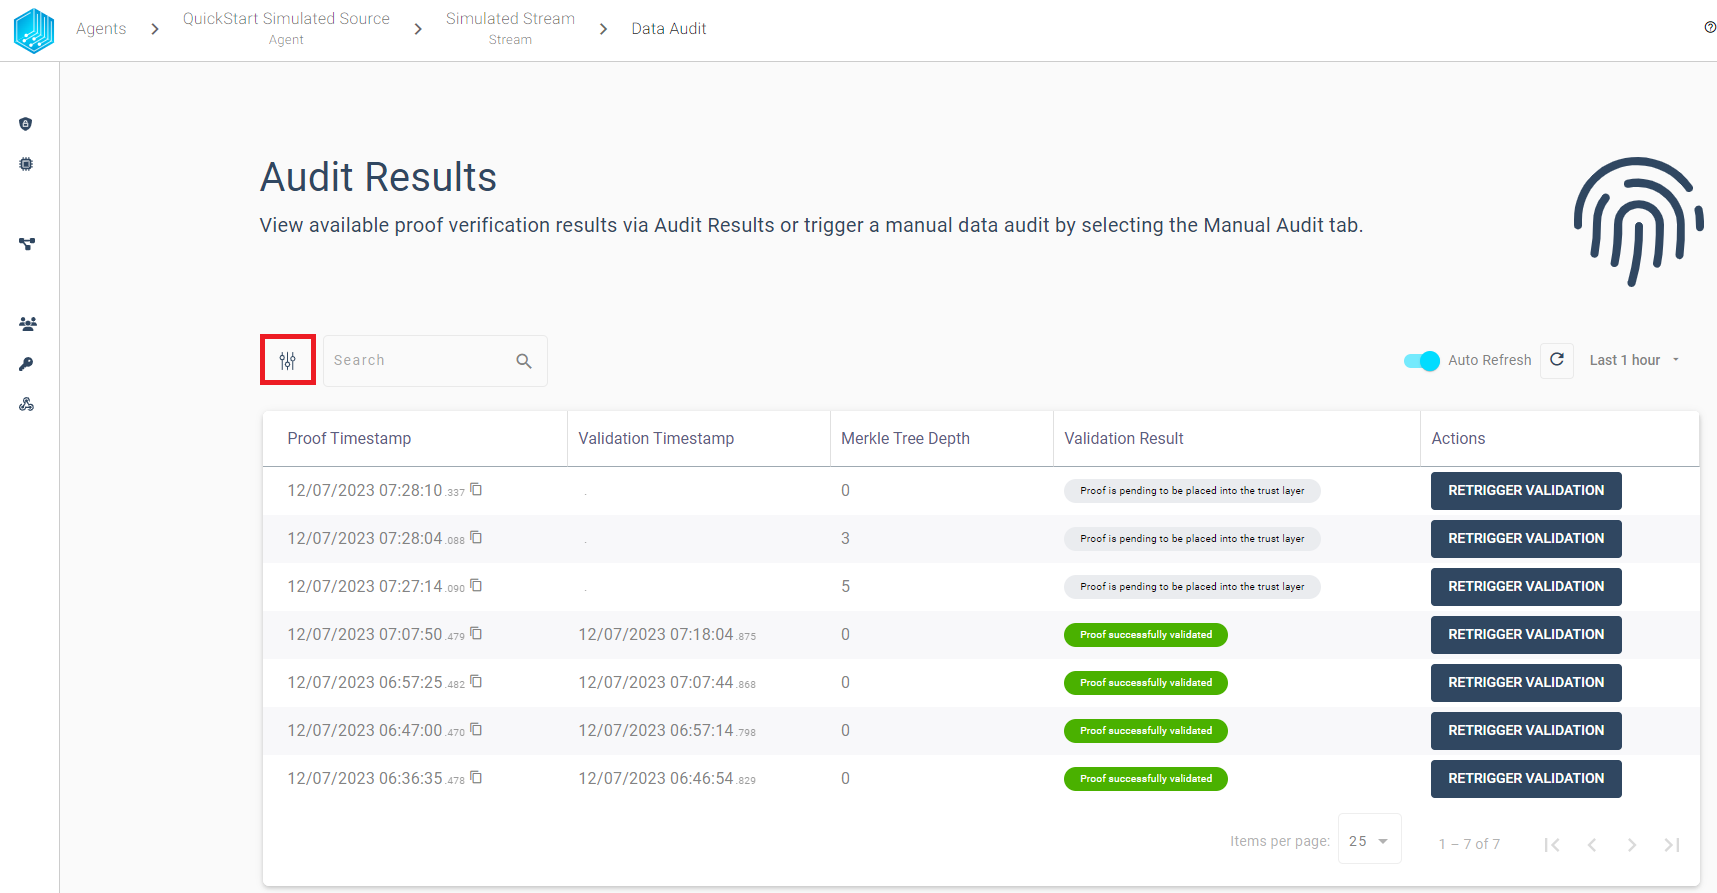 Agents
QuickStart Simulated Source
Agent
Simulated Stream
Stream
Data Audit
Audit Results
View available proof verification results via Audit Results or trigger a manual data audit by selecting the Manual Audit tab.
Search
Auto Refresh
Last 1 hour
Proof Timestamp Validation Timestamp Merkle Tree Depth Validation Result Actions
12/07/2023 07:28:10.337 . 0 Proof is pending to be placed into the trust layer RETRIGGER VALIDATION
12/07/2023 07:28:04.088 . 3 Proof is pending to be placed into the trust layer RETRIGGER VALIDATION
12/07/2023 07:27:14.090 . 5 Proof is pending to be placed into the trust layer RETRIGGER VALIDATION
12/07/2023 07:07:50.479 12/07/2023 07:18:04.875 0 Proof successfully validated RETRIGGER VALIDATION
12/07/2023 06:57:25.482 12/07/2023 07:07:44.868 0 Proof successfully validated RETRIGGER VALIDATION
12/07/2023 06:47:00.470 12/07/2023 06:57:14.798 0 Proof successfully validated RETRIGGER VALIDATION
12/07/2023 06:36:35.478 12/07/2023 06:46:54.829 0 Proof successfully validated RETRIGGER VALIDATION
Items per page: 25 1 – 7 of 7